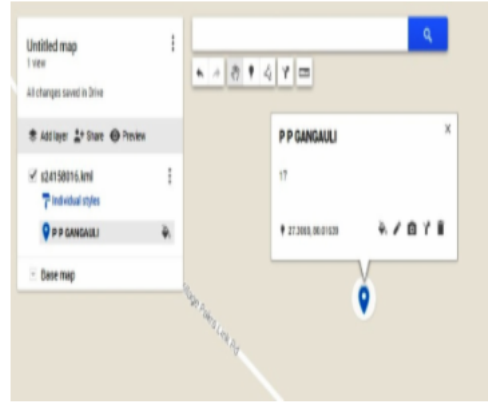 Untitled map
1 view
All changes saved in Drive
Add layer
Share
Preview
s24158016.kml
Individual styles
P P GANGAULI
Base map
P P GANGAULI
17
Link Rd